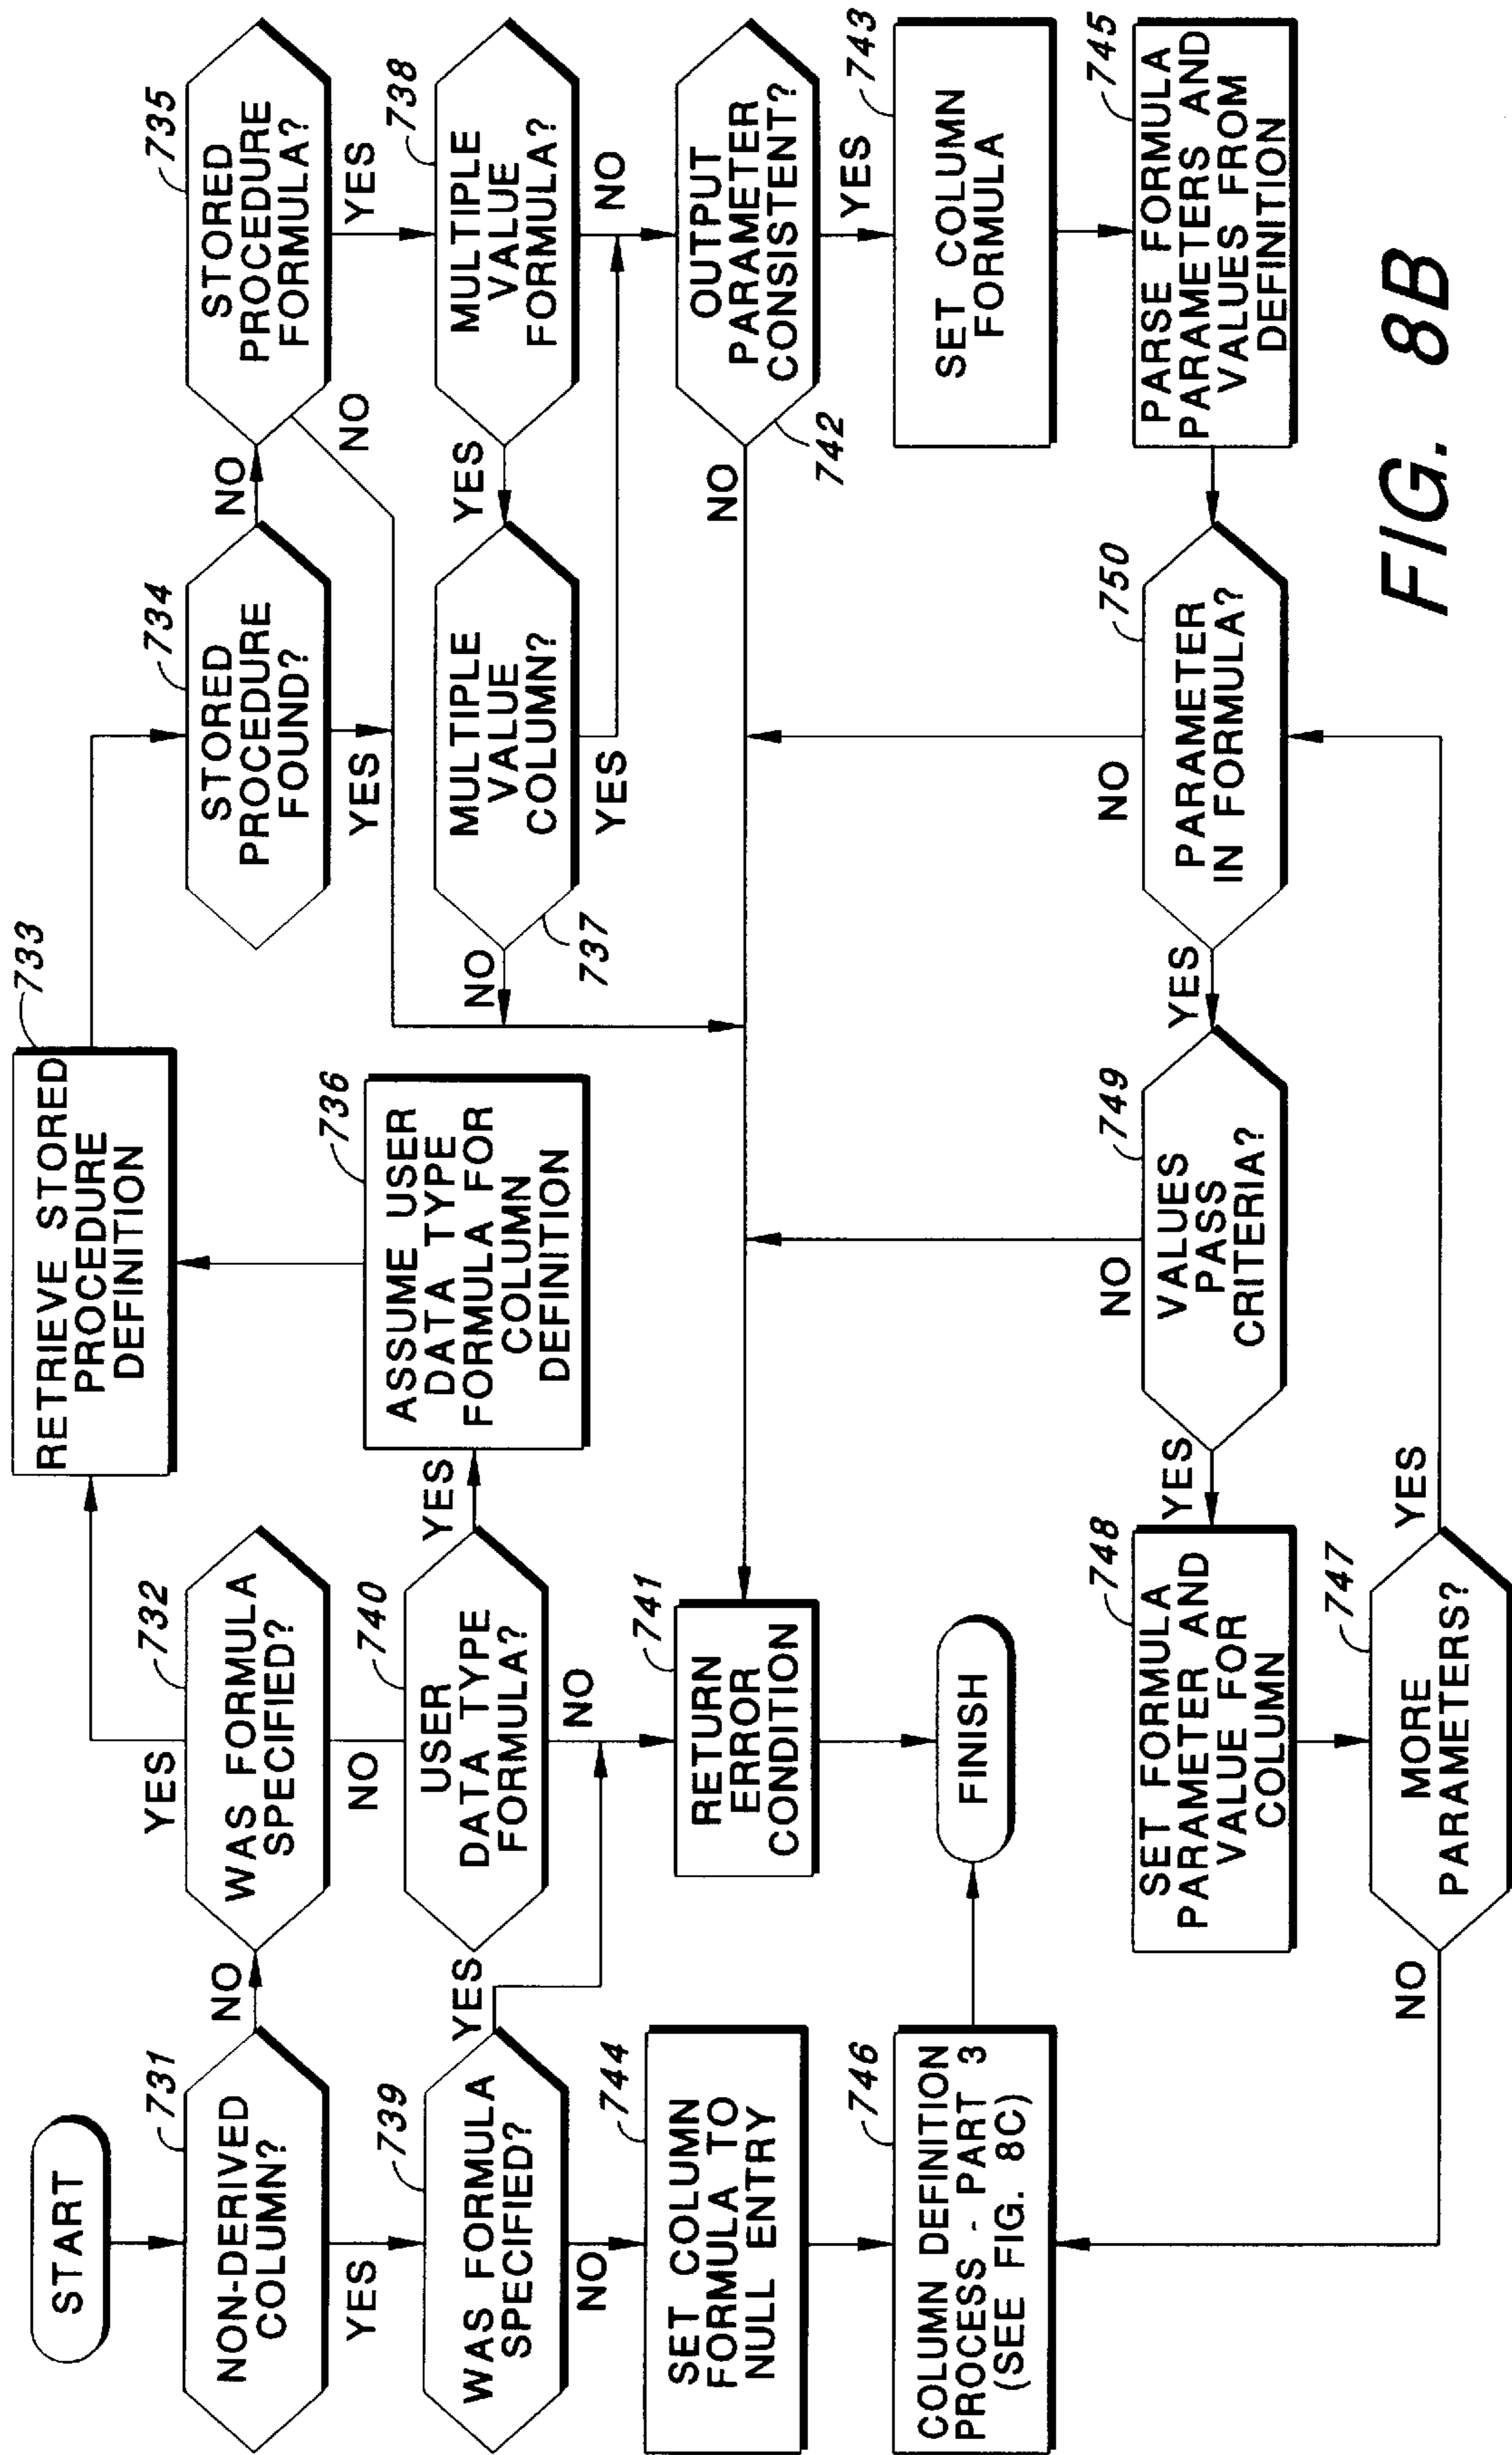 START
731
NON-DERIVED
COLUMN?
NO
YES
732
WAS FORMULA
SPECIFIED?
YES
NO
733
RETRIEVE STORED
PROCEDURE
DEFINITION
734
STORED
PROCEDURE
FOUND?
NO
YES
735
STORED
PROCEDURE
FORMULA?
NO
YES
739
WAS FORMULA
SPECIFIED?
YES
NO
740
USER
DATA TYPE
FORMULA?
YES
NO
736
ASSUME USER
DATA TYPE
FORMULA FOR
COLUMN
DEFINITION
NO
737
MULTIPLE
VALUE
COLUMN?
YES
YES
738
MULTIPLE
VALUE
FORMULA?
NO
744
SET COLUMN
FORMULA TO
NULL ENTRY
741
RETURN
ERROR
CONDITION
NO
742
OUTPUT
PARAMETER
CONSISTENT?
YES
746
COLUMN DEFINITION
PROCESS - PART 3
(SEE FIG. 8C)
FINISH
743
SET COLUMN
FORMULA
748
SET FORMULA
PARAMETER AND
VALUE FOR
COLUMN
YES
NO
749
VALUES
PASS
CRITERIA?
YES
NO
750
PARAMETER
IN FORMULA?
745
PARSE FORMULA
PARAMETERS AND
VALUES FROM
DEFINITION
NO
747
MORE
PARAMETERS?
YES
FIG. 8B